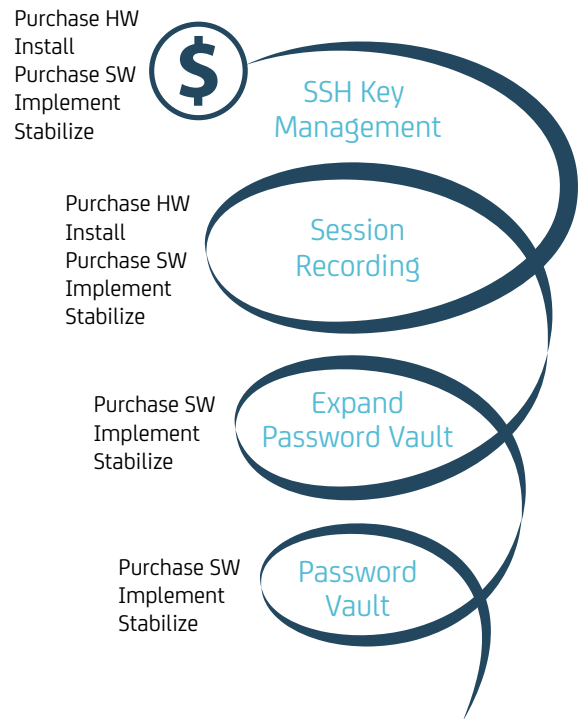 Purchase HW
Install
Purchase SW
Implement
Stabilize
$
SSH Key
Management
Purchase HW
Install
Purchase SW
Implement
Stabilize
Session
Recording
Purchase SW
Implement
Stabilize
Expand
Password Vault
Purchase SW
Implement
Stabilize
Password
Vault